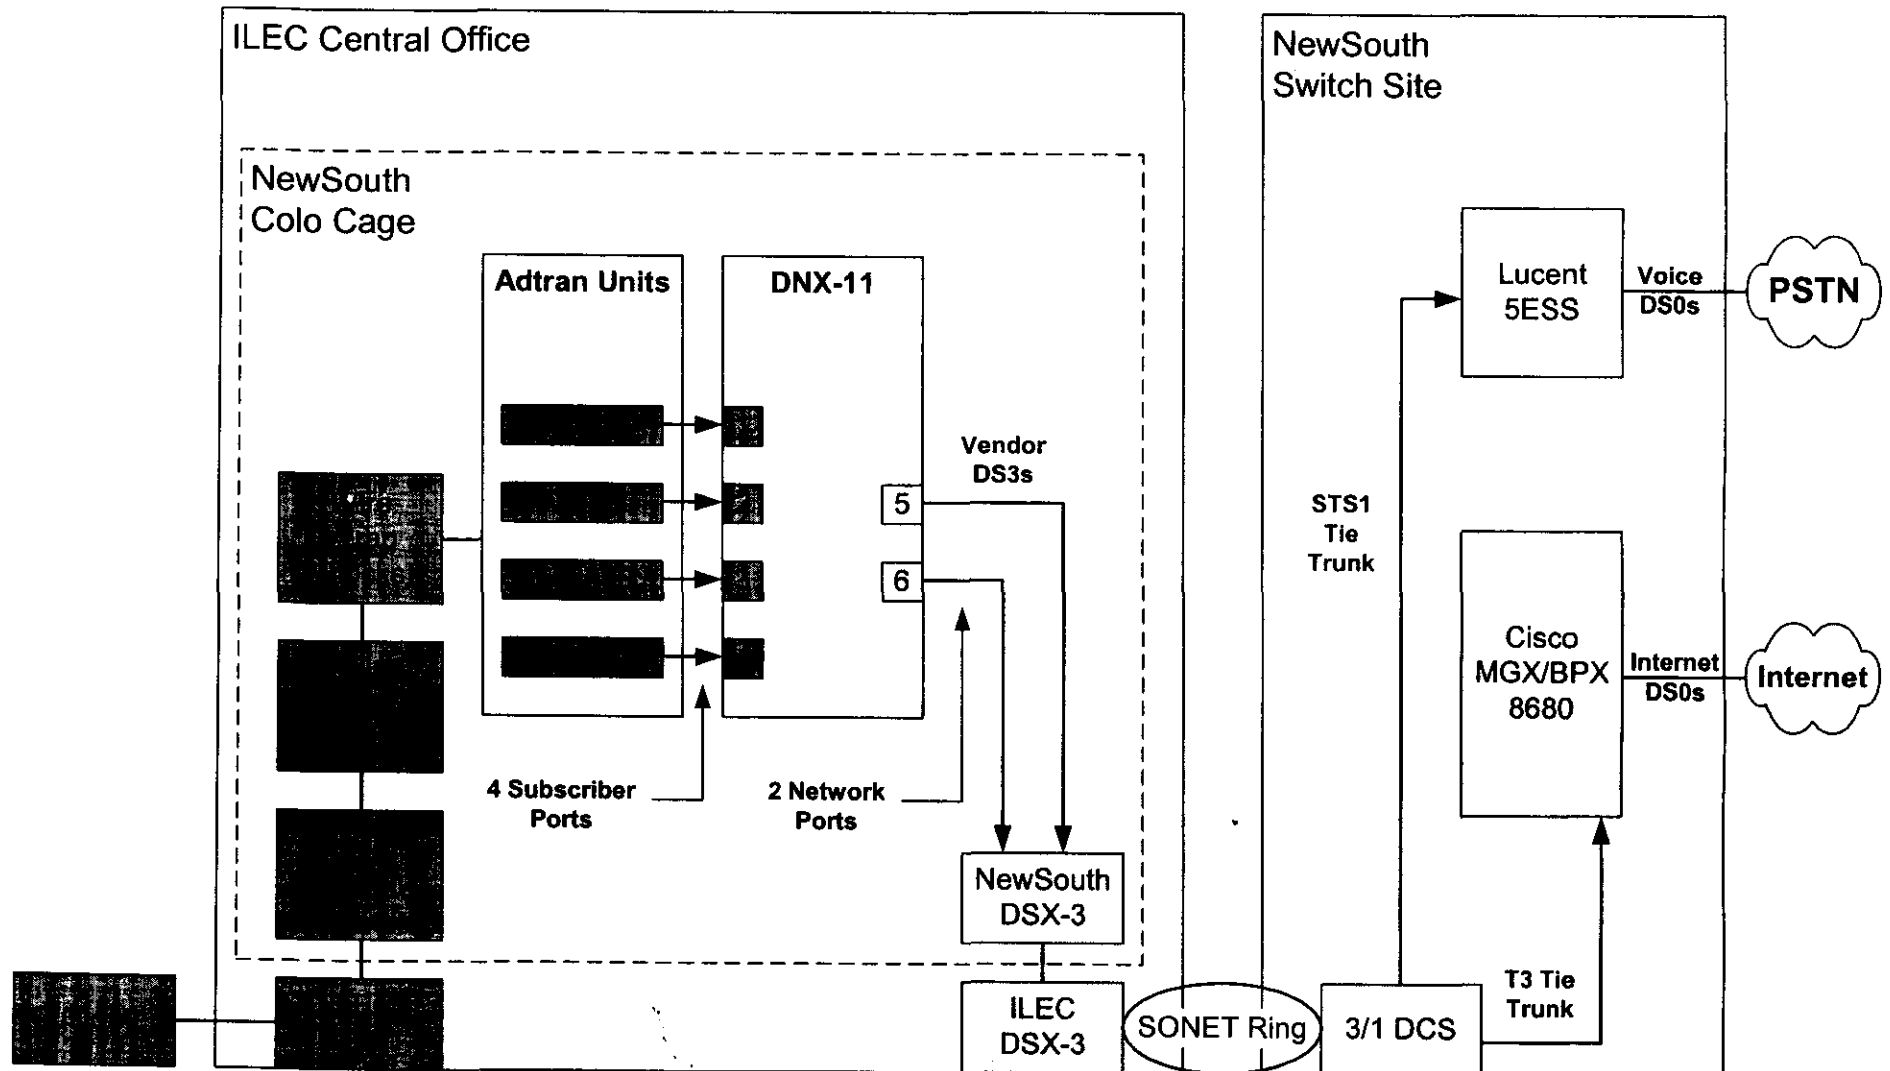 ILEC Central Office
NewSouth
Switch Site
NewSouth
Colo Cage
Adtran Units
DNX-11
Lucent
5ESS
Voice
DS0s
PSTN
Vendor
DS3s
5
6
STS1
Tie
Trunk
Cisco
MGX/BPX
8680
Internet
DS0s
Internet
4 Subscriber
Ports
2 Network
Ports
NewSouth
DSX-3
ILEC
DSX-3
SONET Ring
3/1 DCS
T3 Tie
Trunk